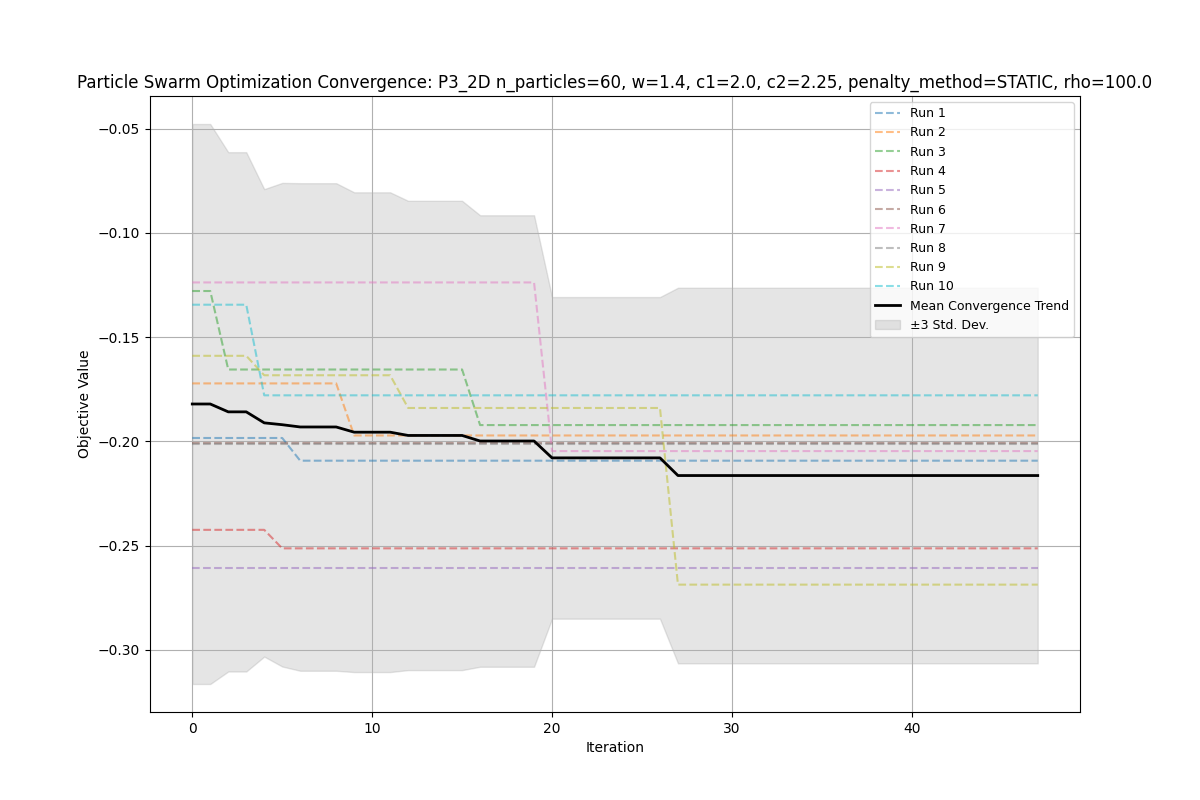 Particle Swarm Optimization Convergence: P3_2D n_particles=60, w=1.4, c1=2.0, c2=2.25, penalty_method=STATIC, rho=100.0
Run 1
Run 2
Run 3
Run 4
Run 5
Run 6
Run 7
Run 8
Run 9
Run 10
Mean Convergence Trend
±3 Std. Dev.
Objective Value
−0.05
−0.10
−0.15
−0.20
−0.25
−0.30
0
10
20
30
40
Iteration